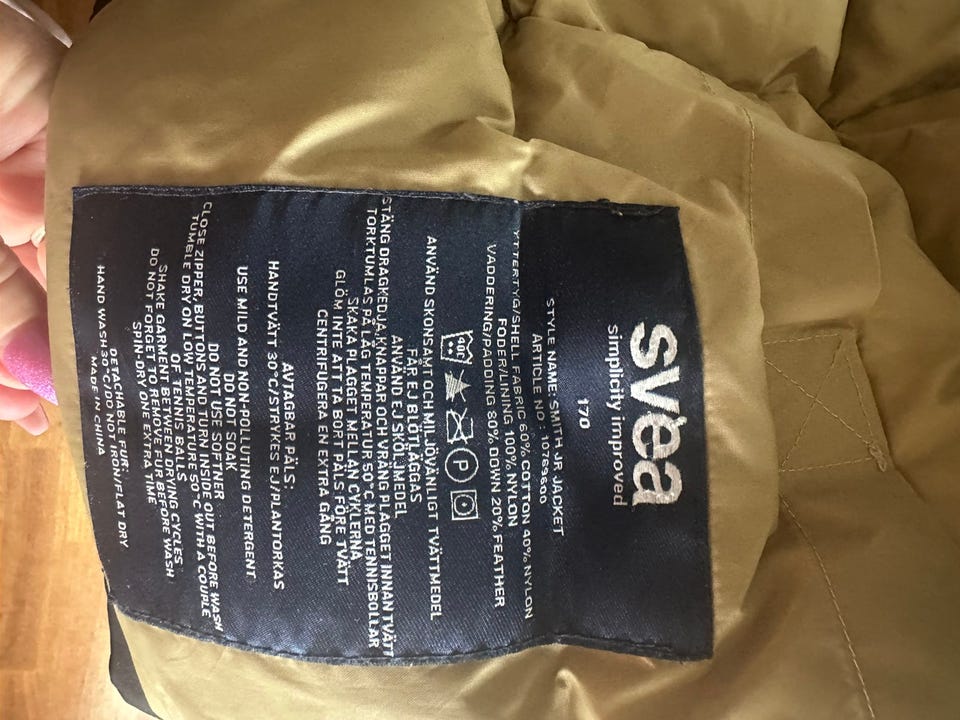 svea
simplicity improved
170
STYLE NAME: SMITH JR JACKET
ARTICLE NO: 1076600
YTTERTYG/SHELL FABRIC 60% COTTON 40% NYLON
FODER/LINING 100% NYLON
VADDERING/PADDING 80% DOWN 20% FEATHER
40° P
ANVÄND SKONSAMT OCH MILJÖVÄNLIGT TVÄTTMEDEL
FÅR EJ BLÖTLÄGGAS
ANVÄND EJ SKÖLJMEDEL
STÄNG DRAGKEDJA, KNAPPAR OCH VRÄNG PLAGGET INNAN TVÄTT
TORKTUMLAS PÅ LÅG TEMPERATUR 50°C MED TENNISBOLLAR
SKAKA PLAGGET MELLAN CYKLERNA
GLÖM INTE ATT TA BORT PÄLS FÖRE TVÄTT
CENTRIFUGERA EN EXTRA GÅNG
AVTAGBAR PÄLS:
HANDTVÄTT 30°C/STRYKES EJ/PLANTORKAS
USE MILD AND NON-POLLUTING DETERGENT
DO NOT SOAK
DO NOT USE SOFTNER
CLOSE ZIPPER, BUTTONS AND TURN INSIDE OUT BEFORE WASH
TUMBLE DRY ON LOW TEMPERATURE 50°C WITH A COUPLE
OF TENNIS BALLS
SHAKE GARMENT BETWEEN DRYING CYCLES
DO NOT FORGET TO REMOVE FUR BEFORE WASH
SPIN-DRY ONE EXTRA TIME
DETACHABLE FUR:
HAND WASH 30°C/DO NOT IRON/FLAT DRY
MADE IN CHINA